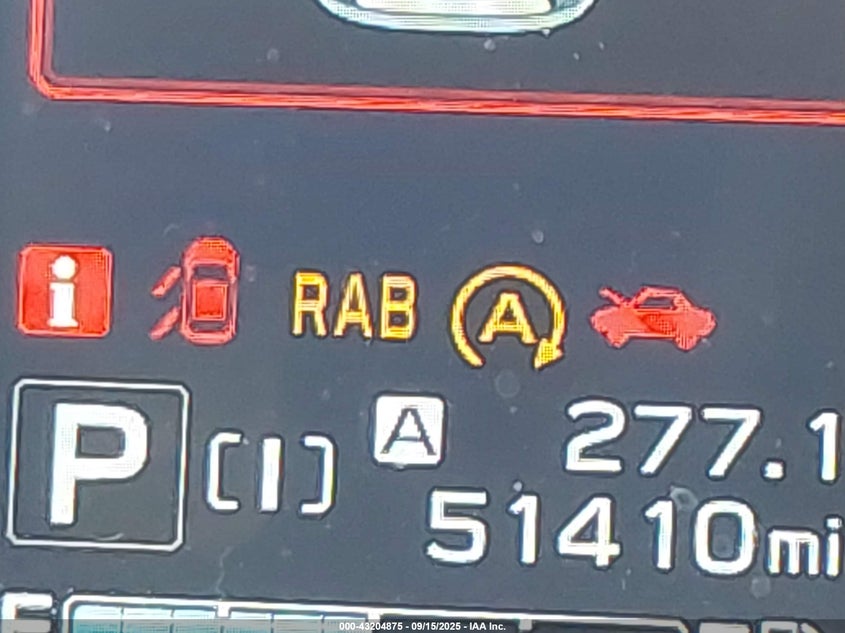 i
RAB A
P [I] A 277.1
51410mi
000-43204875 - 09/15/2025 - IAA Inc.